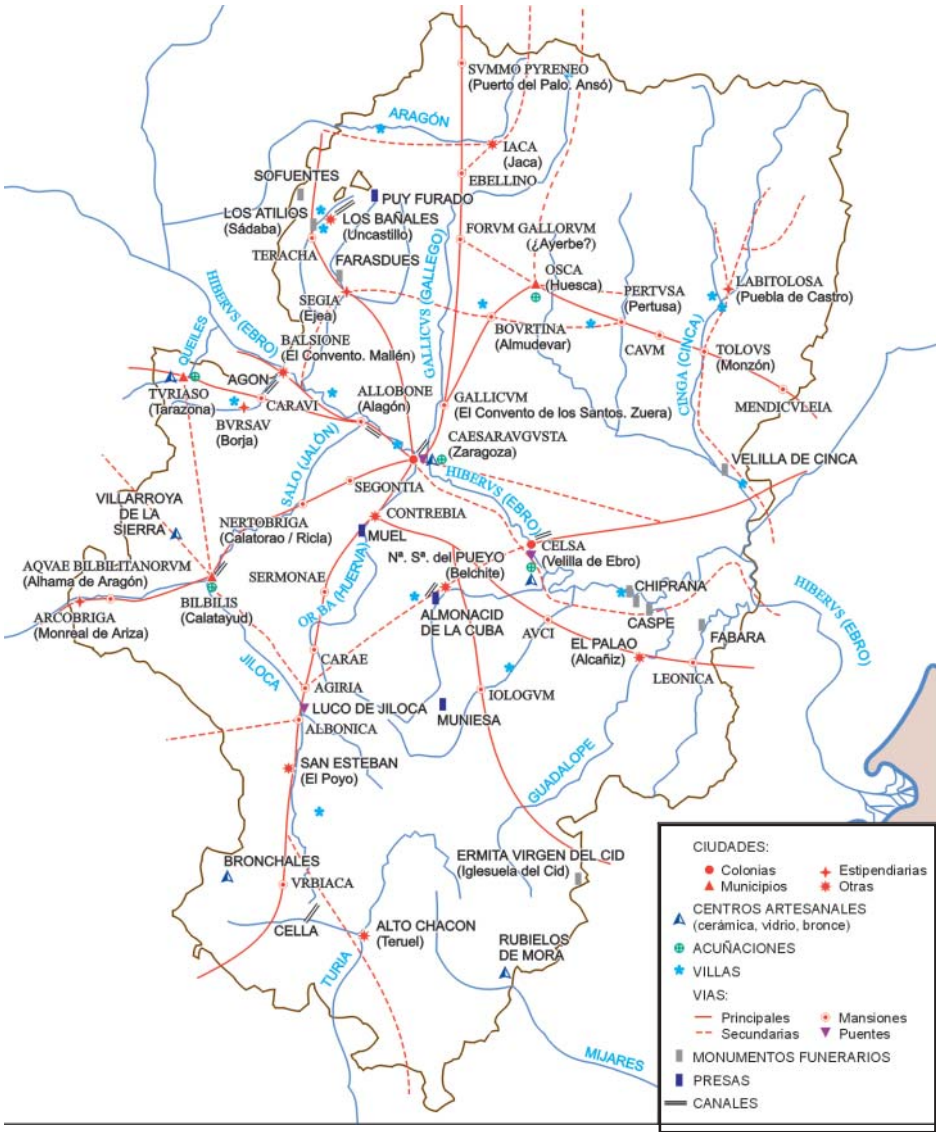 SVMMO PYRENEO
(Puerto del Palo. Ansó)
ARAGÓN
IACA
(Jaca)
EBELLINO
SOFUENTES
PUY FURADO
LOS ATILIOS
(Sádaba)
LOS BAÑALES
(Uncastillo)
TERACHA
FARASDUES
FORVM GALLORVM
(¿Ayerbe?)
OSCA
(Huesca)
LABITOLOSA
(Puebla de Castro)
SEGIA
(Ejea)
PERTVSA
(Pertusa)
HIBERVS (EBRO)
GALLICVS (GALLEGO)
CINGA (CINCA)
BOVRTINA
(Almudevar)
CAVM
TOLOVS
(Monzón)
MENDICVLEIA
QUEILES
BALSIONE
(El Convento. Mallén)
AGON
TVRIASO
(Tarazona)
CARAVI
BVRSAV
(Borja)
ALLOBONE
(Alagón)
GALLICVM
(El Convento de los Santos. Zuera)
CAESARAVGVSTA
(Zaragoza)
VELILLA DE CINCA
SALO (JALÓN)
SEGONTIA
HIBERVS (EBRO)
VILLARROYA
DE LA
SIERRA
NERTOBRIGA
(Calatorao / Ricla)
CONTREBIA
MUEL
CELSA
(Velilla de Ebro)
Nª. Sª. del PUEYO
(Belchite)
AQVAE BILBILITANORVM
(Alhama de Aragón)
SERMONAE
OR BA (HUERVA)
CHIPRANA
ARCOBRIGA
(Monreal de Ariza)
BILBILIS
(Calatayud)
ALMONACID
DE LA CUBA
CASPE
AVCI
FABARA
HIBERVS (EBRO)
EL PALAO
(Alcañiz)
JILOCA
CARAE
LEONICA
AGIRIA
IOLOGVM
LUCO DE JILOCA
MUNIESA
ALBONICA
GUADALOPE
SAN ESTEBAN
(El Poyo)
ERMITA VIRGEN DEL CID
(Iglesuela del Cid)
BRONCHALES
VRBIACA
CELLA
ALTO CHACON
(Teruel)
TURIA
RUBIELOS
DE MORA
MIJARES
CIUDADES:
Colonias
Estipendiarias
Municipios
Otras
CENTROS ARTESANALES
(cerámica, vidrio, bronce)
ACUÑACIONES
VILLAS
VIAS:
Principales
Mansiones
Secundarias
Puentes
MONUMENTOS FUNERARIOS
PRESAS
CANALES